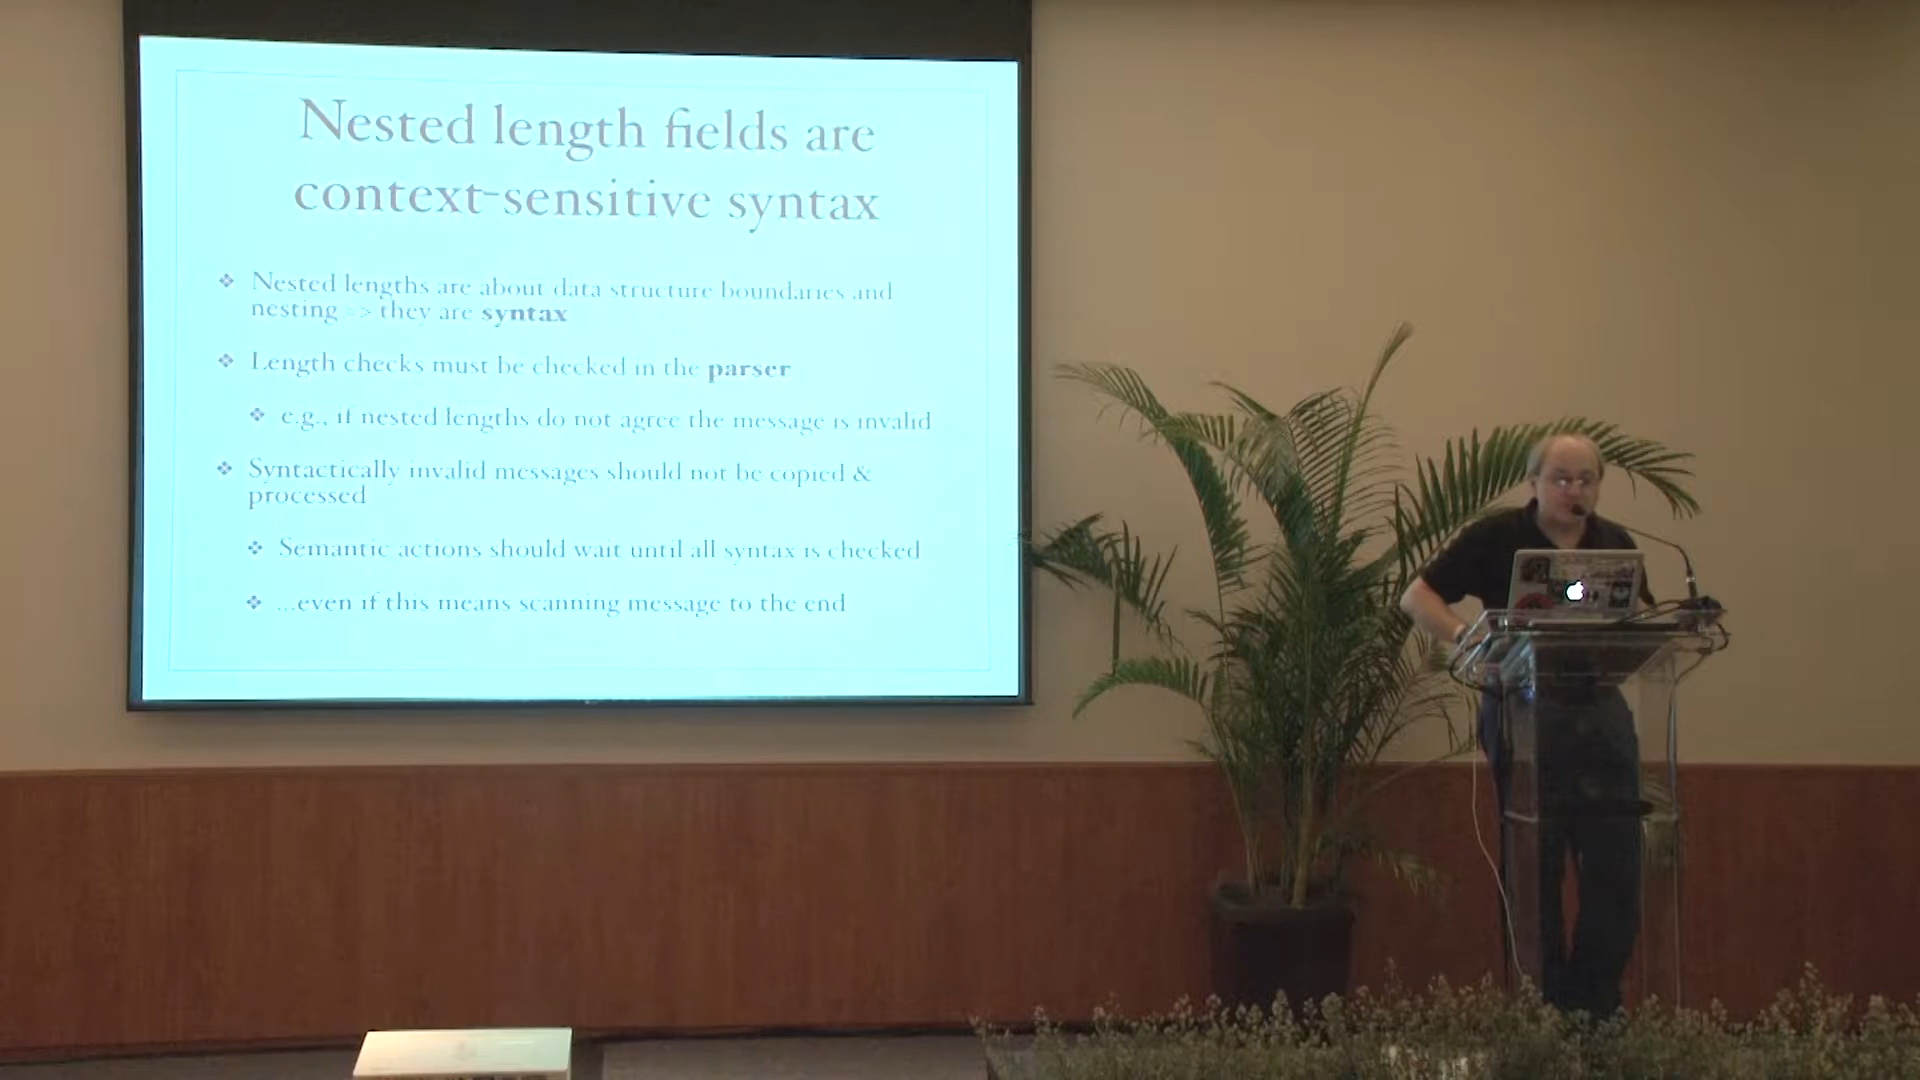 Nested length fields are
context-sensitive syntax
❖ Nested lengths are about data structure boundaries and
nesting => they are syntax
❖ Length checks must be checked in the parser
❖ e.g., if nested lengths do not agree the message is invalid
❖ Syntactically invalid messages should not be copied &
processed
❖ Semantic actions should wait until all syntax is checked
❖ ...even if this means scanning message to the end